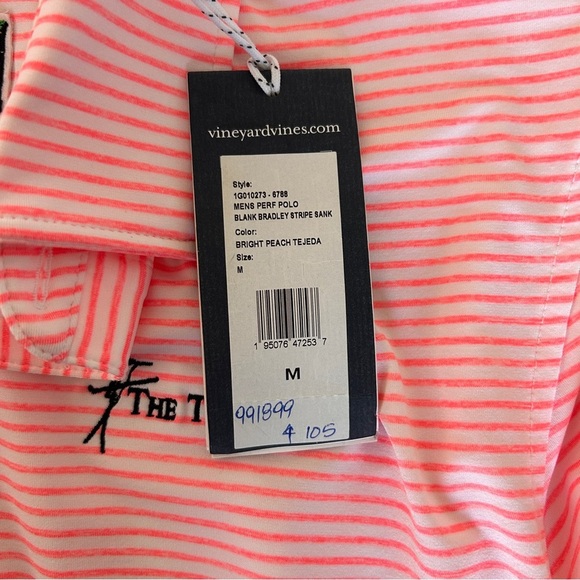 vineyardvines.com
Style:
1G010273 - 6788
MENS PERF POLO
BLANK BRADLEY STRIPE SANK
Color:
BRIGHT PEACH TEJEDA
Size:
M
1 95076 47253 7
M
THE T
991899
4 105